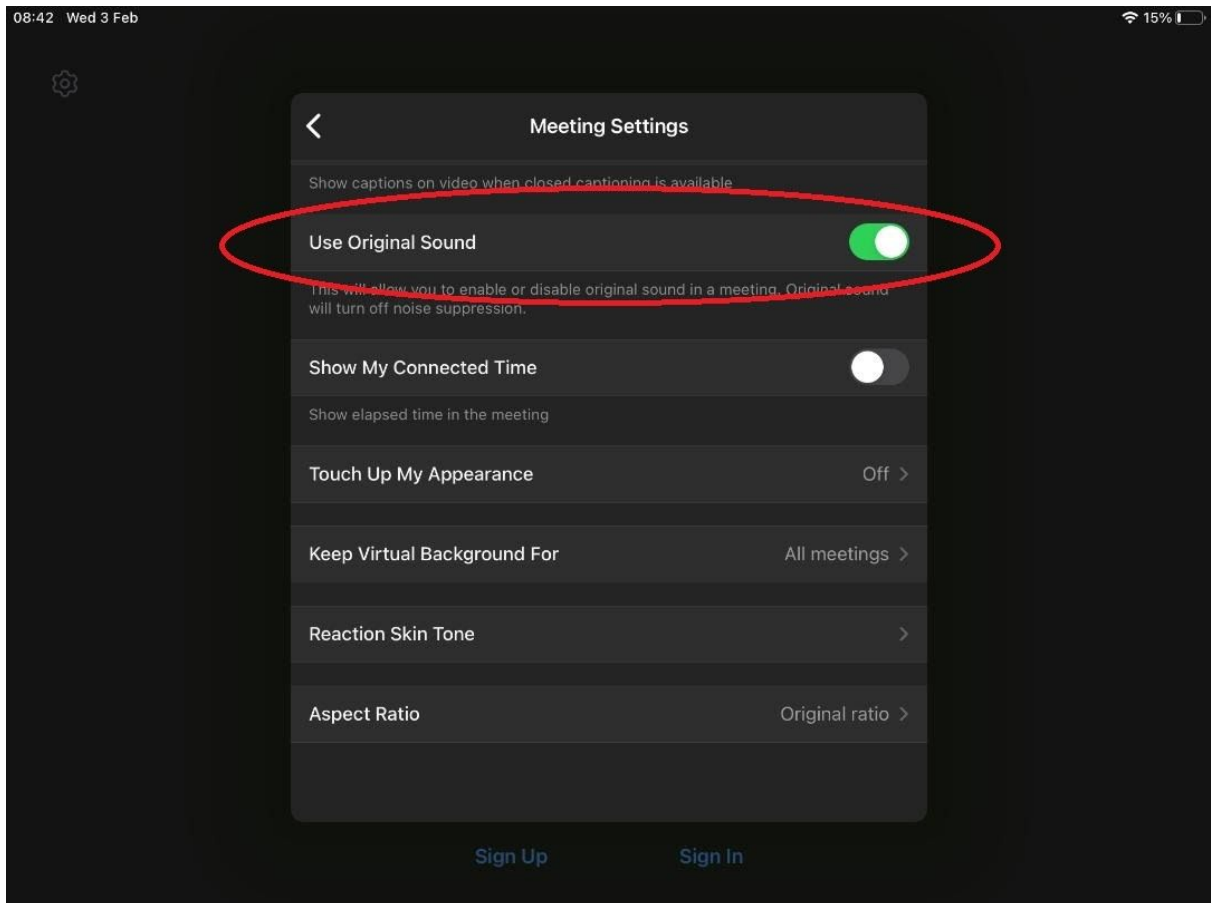 08:42 Wed 3 Feb
15%
Meeting Settings
Show captions on video when closed captioning is available
Use Original Sound
This will allow you to enable or disable original sound in a meeting. Original sound
will turn off noise suppression.
Show My Connected Time
Show elapsed time in the meeting
Touch Up My Appearance Off
Keep Virtual Background For All meetings
Reaction Skin Tone
Aspect Ratio Original ratio
Sign Up Sign In